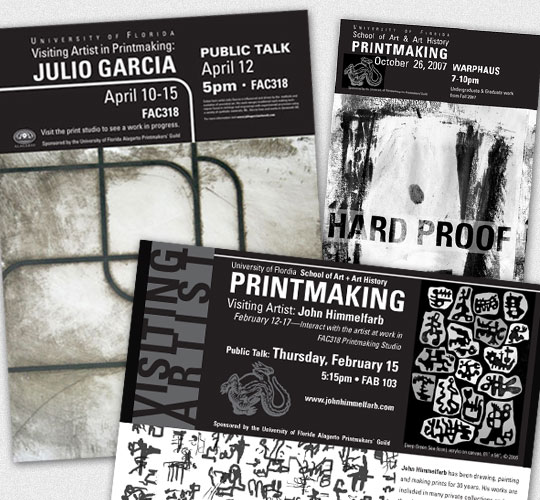 UNIVERSITY OF FLORIDA
Visiting Artist in Printmaking:
JULIO GARCIA
April 10-15
FAC318
Visit the print studio to see a work in progress.
Sponsored by the University of Florida Alagarto Printmakers' Guild
PUBLIC TALK
April 12
5pm • FAC318
UNIVERSITY OF FLORIDA
School of Art & Art History
PRINTMAKING
October 26, 2007
WARPHAUS
7-10pm
Undergraduate & Graduate work
from Fall 2007
HARD PROOF
VISITING
ARTIST
University of Flordia School of Art + Art History
PRINTMAKING
Visiting Artist: John Himmelfarb
February 12-17—Interact with the artist at work in
FAC318 Printmaking Studio
Public Talk: Thursday, February 15
5:15pm • FAB 103
www.johnhimmelfarb.com
Sponsored by the University of Florida Alagarto Printmakers' Guild
John Himmelfarb has been drawing, painting
and making prints for 30 years. His works are
included in many private collections